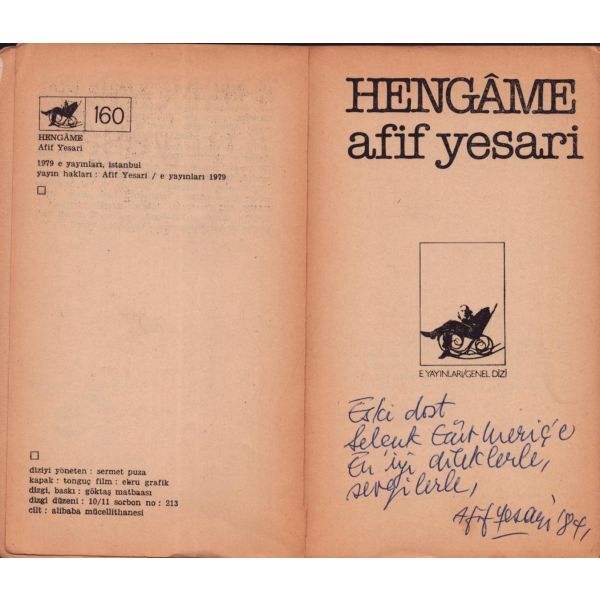 160
HENGÂME
Afif Yesari
1979 e yayınları, istanbul
yayın hakları : Afif Yesari / e yayınları 1979
diziyi yöneten : sermet puza
kapak : tonguç film : ebru grafik
dizgi, baskı : göktaş matbaası
dizgi düzeni : 10/11 sorbon no : 213
cilt : alibaba mücellithanesi
HENGÂME
afif yesari
E YAYINLARI/GENEL DİZİ
Eski dost
Selçuk Meriç'e
En iyi dileklerle,
sevgilerle,
Afif Yesari '84,